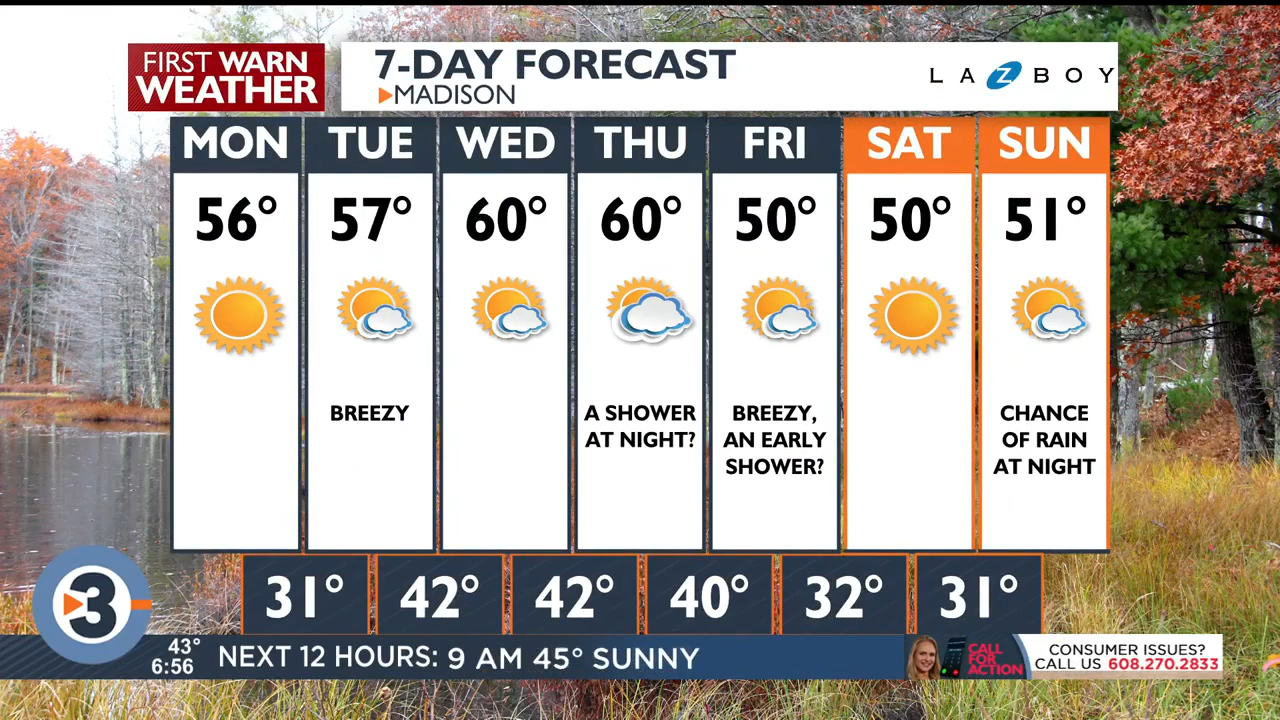 FIRST WARN
WEATHER
7-DAY FORECAST
MADISON
LA Z BOY
MON TUE WED THU FRI SAT SUN
56° 57° 60° 60° 50° 50° 51°
BREEZY
A SHOWER
AT NIGHT?
BREEZY,
AN EARLY
SHOWER?
CHANCE
OF RAIN
AT NIGHT
31° 42° 42° 40° 32° 31°
3
43°
6:56
NEXT 12 HOURS: 9 AM 45° SUNNY
CALL
FOR
ACTION
CONSUMER ISSUES?
CALL US 608.270.2833